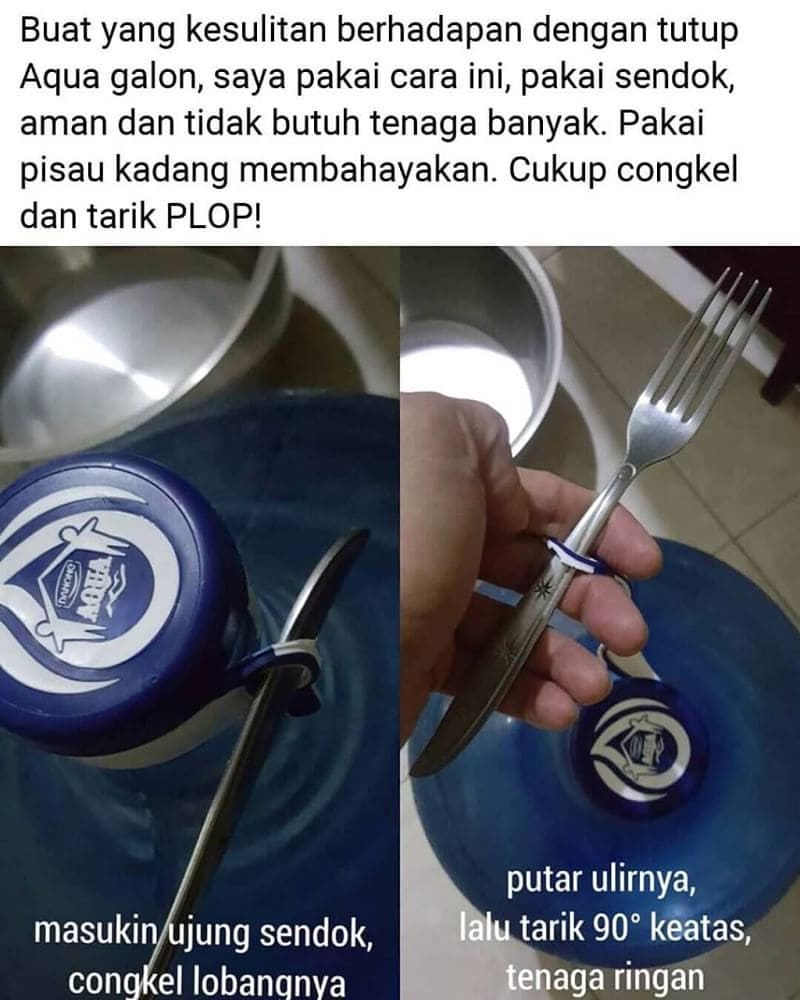 Buat yang kesulitan berhadapan dengan tutup
Aqua galon, saya pakai cara ini, pakai sendok,
aman dan tidak butuh tenaga banyak. Pakai
pisau kadang membahayakan. Cukup congkel
dan tarik PLOP!
DANONE
AQUA
masukin ujung sendok,
congkel lobangnya
AQUA
putar ulirnya,
lalu tarik 90° keatas,
tenaga ringan